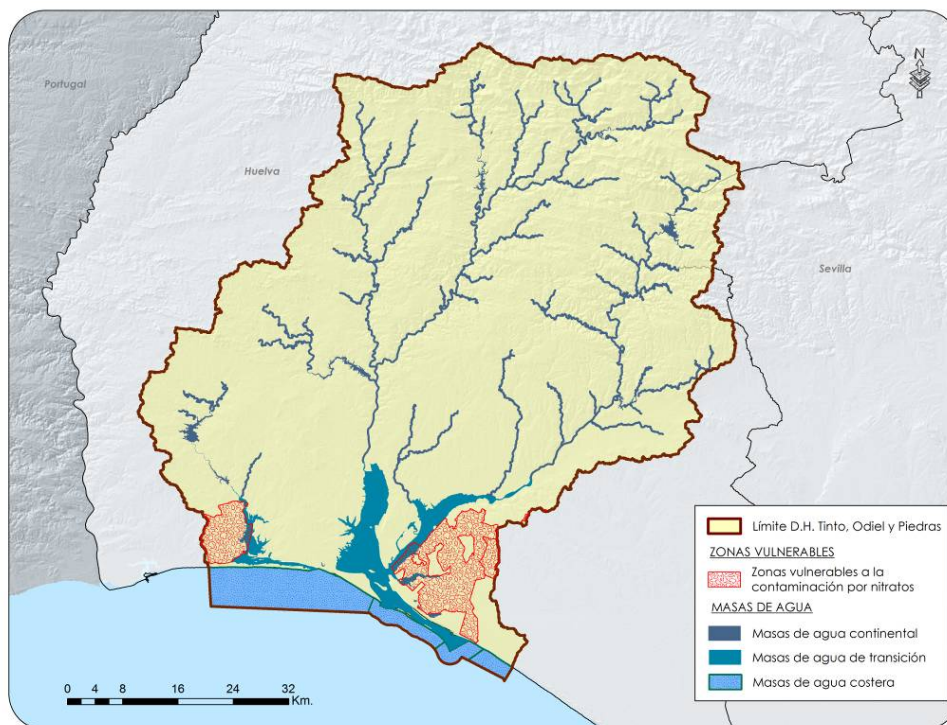 Portugal
N
Huelva
Sevilla
Límite D.H. Tinto, Odiel y Piedras
ZONAS VULNERABLES
Zonas vulnerables a la
contaminación por nitratos
MASAS DE AGUA
Masas de agua continental
Masas de agua de transición
Masas de agua costera
0 4 8 16 24 32
Km.